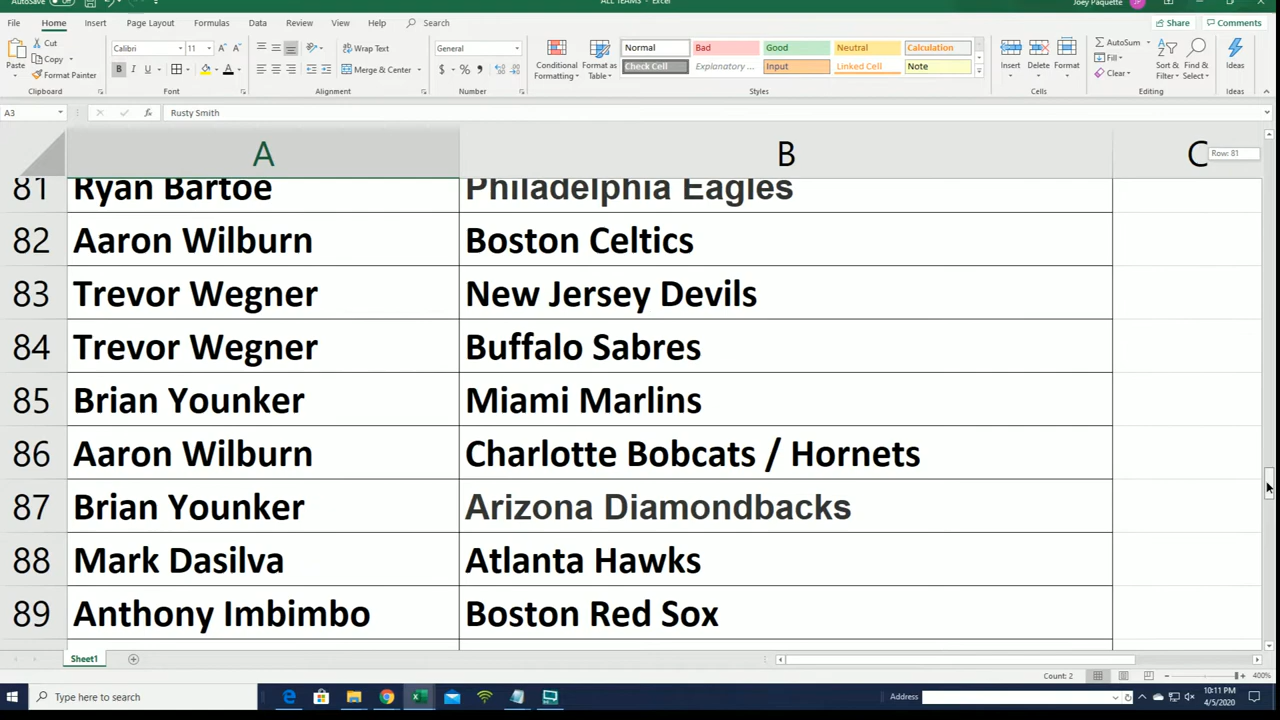 AutoSave Off
ALL TEAMS - Excel
Joey Paquette JP
File Home Insert Page Layout Formulas Data Review View Help Search Share Comments
Paste Cut Copy Format Painter Clipboard
Calibri 11 B I U A Font
Wrap Text Merge & Center Alignment
General $ % , Number
Conditional Formatting Format as Table
Normal Bad Good Neutral Calculation
Check Cell Explanatory ... Input Linked Cell Note
Styles
Insert Delete Format Cells
AutoSum Fill Clear Sort & Filter Find & Select Editing
Ideas Ideas
A3 fx Rusty Smith
A B C
Row: 81
81 Ryan Bartoe Philadelphia Eagles
82 Aaron Wilburn Boston Celtics
83 Trevor Wegner New Jersey Devils
84 Trevor Wegner Buffalo Sabres
85 Brian Younker Miami Marlins
86 Aaron Wilburn Charlotte Bobcats / Hornets
87 Brian Younker Arizona Diamondbacks
88 Mark Dasilva Atlanta Hawks
89 Anthony Imbimbo Boston Red Sox
Sheet1
Count: 2 400%
Type here to search
Address
10:11 PM
4/5/2020